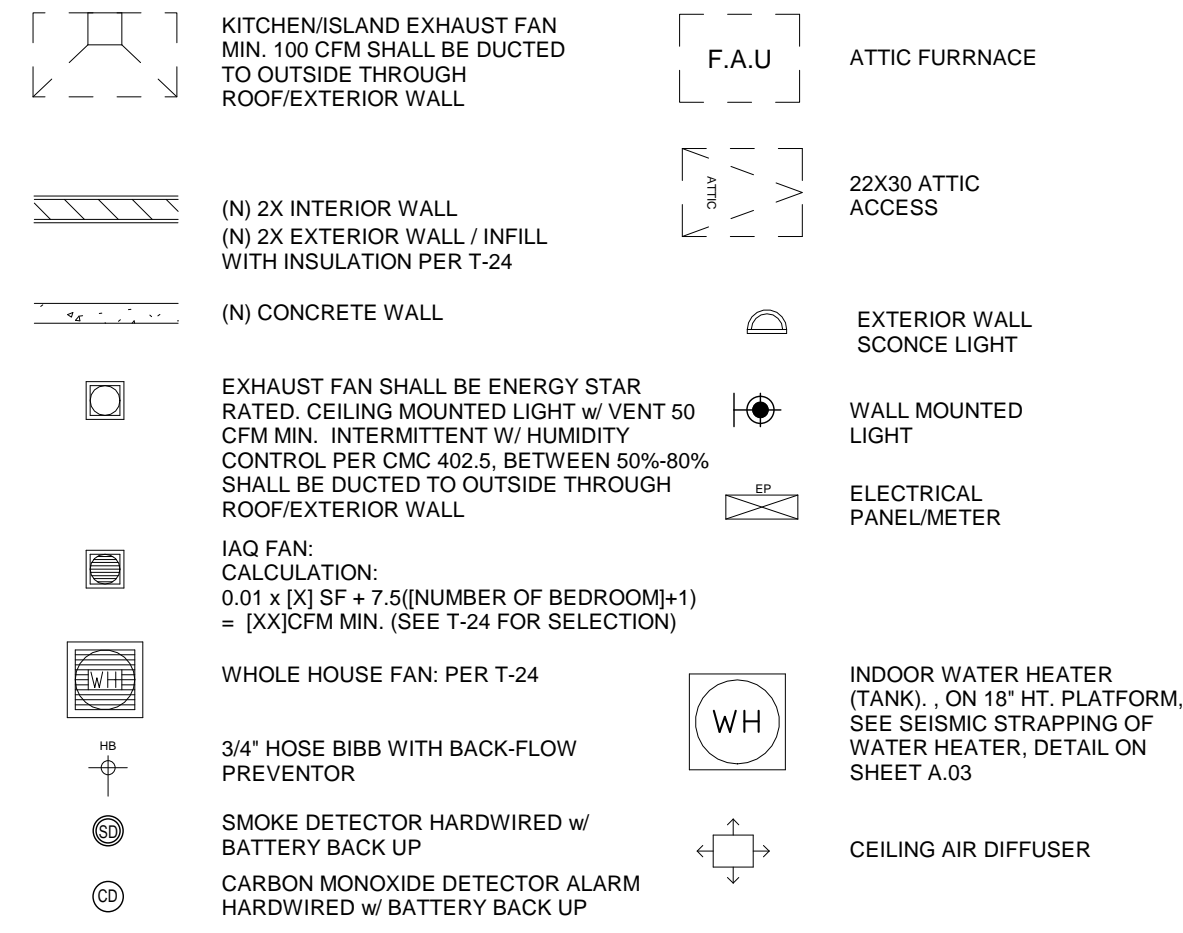 KITCHEN/ISLAND EXHAUST FAN
MIN. 100 CFM SHALL BE DUCTED
TO OUTSIDE THROUGH
ROOF/EXTERIOR WALL
(N) 2X INTERIOR WALL
(N) 2X EXTERIOR WALL / INFILL
WITH INSULATION PER T-24
(N) CONCRETE WALL
EXHAUST FAN SHALL BE ENERGY STAR
RATED. CEILING MOUNTED LIGHT w/ VENT 50
CFM MIN. INTERMITTENT W/ HUMIDITY
CONTROL PER CMC 402.5, BETWEEN 50%-80%
SHALL BE DUCTED TO OUTSIDE THROUGH
ROOF/EXTERIOR WALL
IAQ FAN:
CALCULATION:
0.01 x [X] SF + 7.5([NUMBER OF BEDROOM]+1)
= [XX]CFM MIN. (SEE T-24 FOR SELECTION)
WH
WHOLE HOUSE FAN: PER T-24
HB
3/4" HOSE BIBB WITH BACK-FLOW
PREVENTOR
SD
SMOKE DETECTOR HARDWIRED w/
BATTERY BACK UP
CD
CARBON MONOXIDE DETECTOR ALARM
HARDWIRED w/ BATTERY BACK UP
F.A.U
ATTIC FURRNACE
ATTIC
22X30 ATTIC
ACCESS
EXTERIOR WALL
SCONCE LIGHT
WALL MOUNTED
LIGHT
EP
ELECTRICAL
PANEL/METER
WH
INDOOR WATER HEATER
(TANK). , ON 18" HT. PLATFORM,
SEE SEISMIC STRAPPING OF
WATER HEATER, DETAIL ON
SHEET A.03
CEILING AIR DIFFUSER